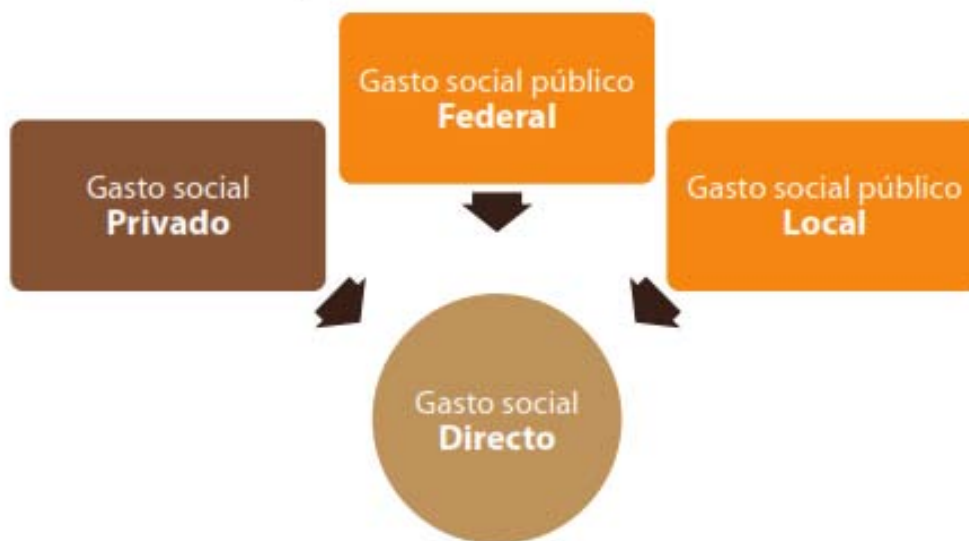 Gasto social público
Federal
Gasto social
Privado
Gasto social público
Local
Gasto social
Directo